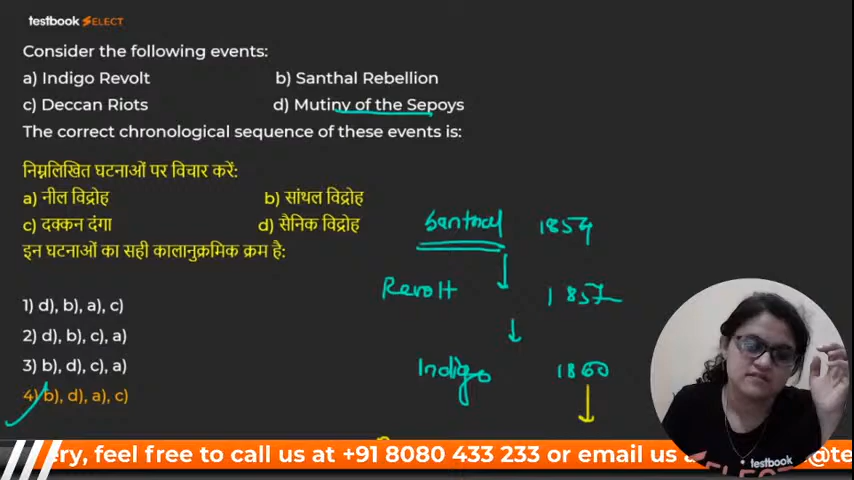 testbook SELECT
Consider the following events:
a) Indigo Revolt b) Santhal Rebellion
c) Deccan Riots d) Mutiny of the Sepoys
The correct chronological sequence of these events is:
निम्नलिखित घटनाओं पर विचार करें:
a) नील विद्रोह b) सांथल विद्रोह
c) दक्कन दंगा d) सैनिक विद्रोह
इन घटनाओं का सही कालानुक्रमिक क्रम है:
Santhal 1854
Revolt 1857
Indigo 1860
1) d), b), a), c)
2) d), b), c), a)
3) b), d), c), a)
4) b), d), a), c)
testbook
ery, feel free to call us at +91 8080 433 233 or email us a